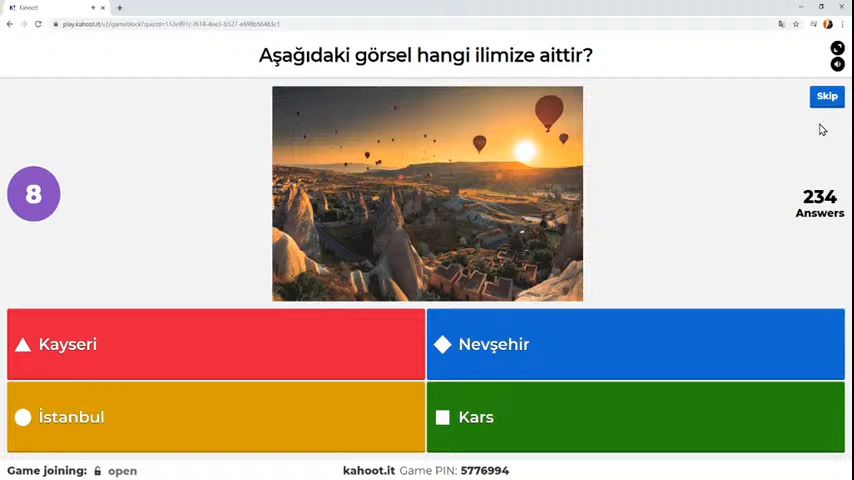 Kahoot!
play.kahoot.it/v2/gameblock?quizId=
Aşağıdaki görsel hangi ilimize aittir?
Skip
8
234
Answers
Kayseri
Nevşehir
İstanbul
Kars
Game joining: open
kahoot.it Game PIN: 5776994